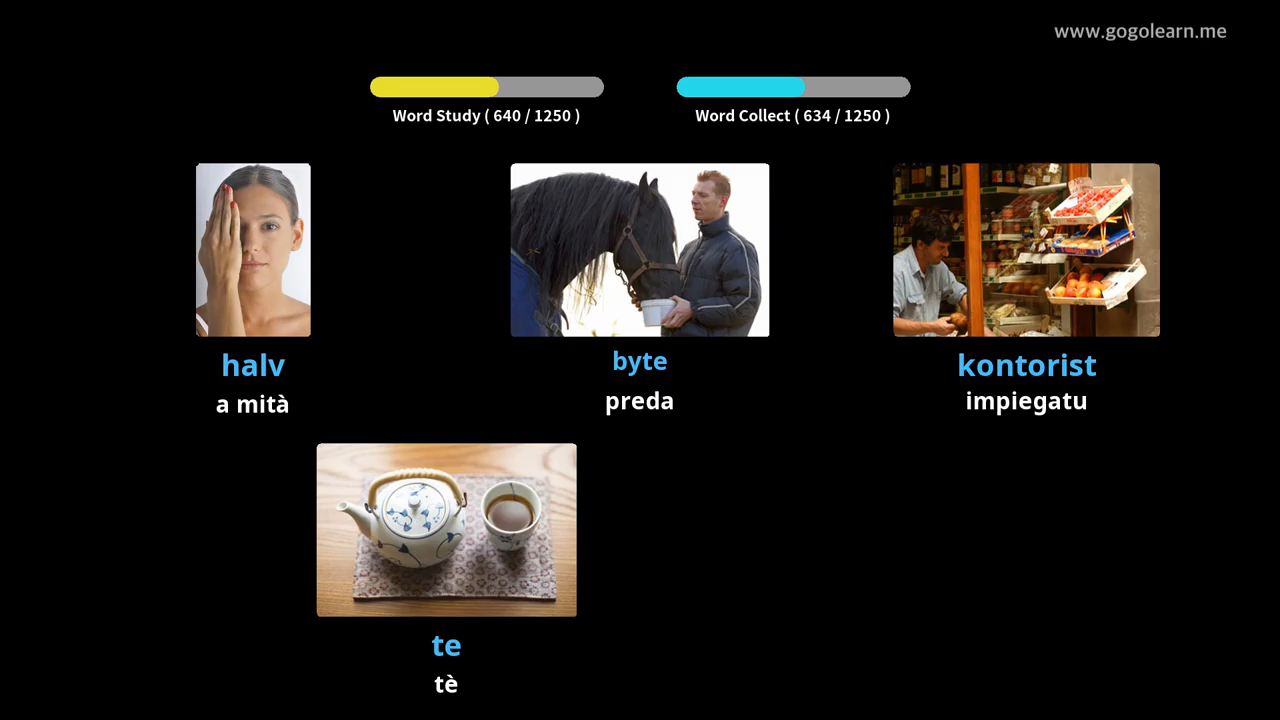 www.gogolearn.me
Word Study ( 640 / 1250 )
Word Collect ( 634 / 1250 )
halv
a mità
byte
preda
kontorist
impiegatu
te
tè